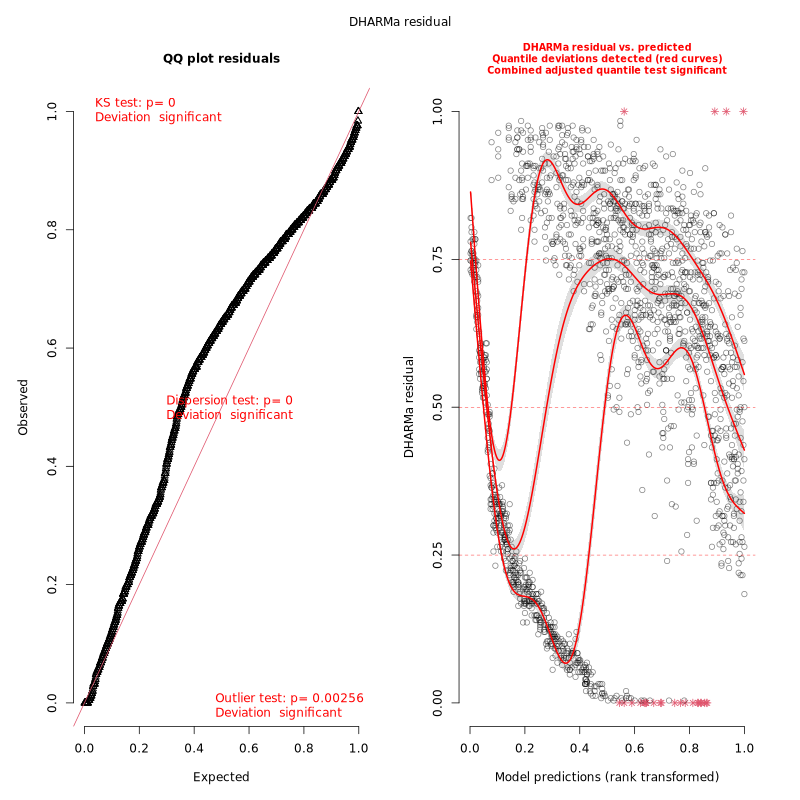 DHARMa residual
QQ plot residuals
KS test: p= 0
Deviation significant
Dispersion test: p= 0
Deviation significant
Outlier test: p= 0.00256
Deviation significant
Observed
0.0
0.2
0.4
0.6
0.8
1.0
0.0 0.2 0.4 0.6 0.8 1.0
Expected
DHARMa residual vs. predicted
Quantile deviations detected (red curves)
Combined adjusted quantile test significant
DHARMa residual
0.00
0.25
0.50
0.75
1.00
0.0 0.2 0.4 0.6 0.8 1.0
Model predictions (rank transformed)